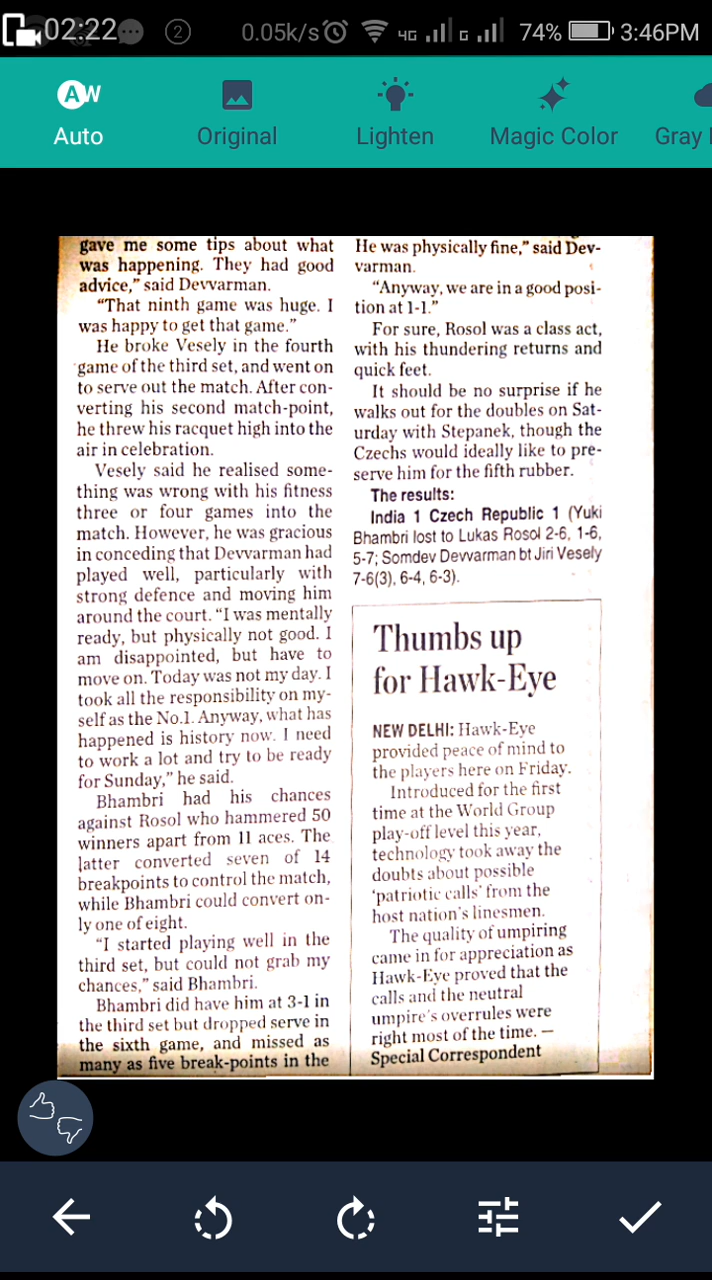 02:22
2
0.05k/s
4G
G
74%
3:46PM
AW
Auto
Original
Lighten
Magic Color
Gray
gave me some tips about what
was happening. They had good
advice,” said Devvarman.
“That ninth game was huge. I
was happy to get that game.”
He broke Vesely in the fourth
game of the third set, and went on
to serve out the match. After con-
verting his second match-point,
he threw his racquet high into the
air in celebration.
Vesely said he realised some-
thing was wrong with his fitness
three or four games into the
match. However, he was gracious
in conceding that Devvarman had
played well, particularly with
strong defence and moving him
around the court. “I was mentally
ready, but physically not good. I
am disappointed, but have to
move on. Today was not my day. I
took all the responsibility on my-
self as the No.1. Anyway, what has
happened is history now. I need
to work a lot and try to be ready
for Sunday,” he said.
Bhambri had his chances
against Rosol who hammered 50
winners apart from 11 aces. The
latter converted seven of 14
breakpoints to control the match,
while Bhambri could convert on-
ly one of eight.
“I started playing well in the
third set, but could not grab my
chances,” said Bhambri.
Bhambri did have him at 3-1 in
the third set but dropped serve in
the sixth game, and missed as
many as five break-points in the
He was physically fine,” said Dev-
varman.
“Anyway, we are in a good posi-
tion at 1-1.”
For sure, Rosol was a class act,
with his thundering returns and
quick feet.
It should be no surprise if he
walks out for the doubles on Sat-
urday with Stepanek, though the
Czechs would ideally like to pre-
serve him for the fifth rubber.
The results:
India 1 Czech Republic 1 (Yuki
Bhambri lost to Lukas Rosol 2-6, 1-6,
5-7; Somdev Devvarman bt Jiri Vesely
7-6(3), 6-4, 6-3).
Thumbs up
for Hawk-Eye
NEW DELHI: Hawk-Eye
provided peace of mind to
the players here on Friday.
Introduced for the first
time at the World Group
play-off level this year,
technology took away the
doubts about possible
‘patriotic calls’ from the
host nation’s linesmen.
The quality of umpiring
came in for appreciation as
Hawk-Eye proved that the
calls and the neutral
umpire’s overrules were
right most of the time. —
Special Correspondent